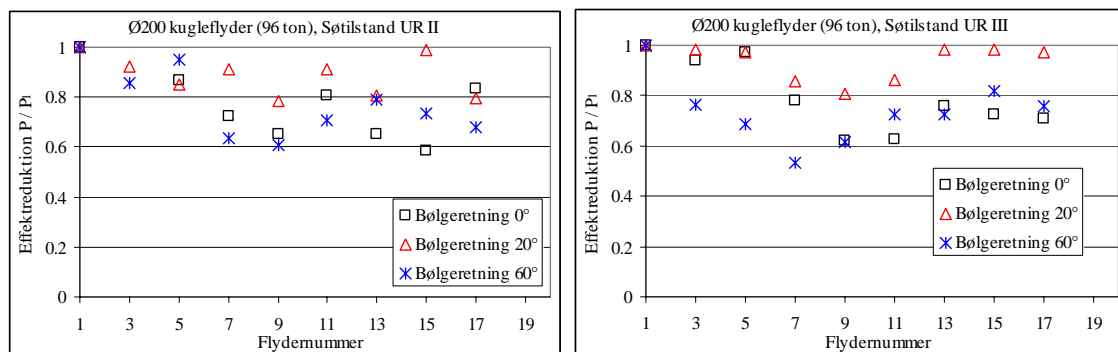 Ø200 kugleflyder (96 ton), Søtilstand UR II
Effektreduktion P / P1
1
0.8
0.6
0.4
0.2
0
Bølgeretning 0°
Bølgeretning 20°
Bølgeretning 60°
1 3 5 7 9 11 13 15 17 19
Flydernummer
Ø200 kugleflyder (96 ton), Søtilstand UR III
Effektreduktion P / P1
1
0.8
0.6
0.4
0.2
0
Bølgeretning 0°
Bølgeretning 20°
Bølgeretning 60°
1 3 5 7 9 11 13 15 17 19
Flydernummer